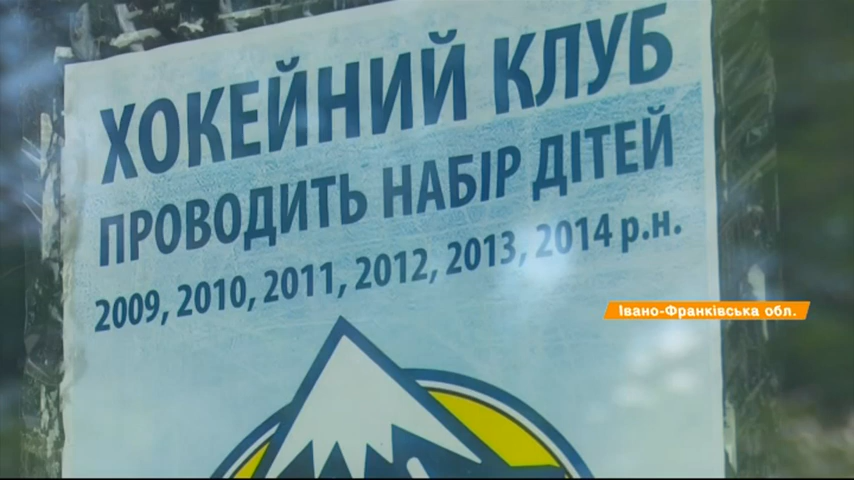 ХОКЕЙНИЙ КЛУБ
ПРОВОДИТЬ НАБІР ДІТЕЙ
2009, 2010, 2011, 2012, 2013, 2014 р.н.
Івано-Франківська обл.